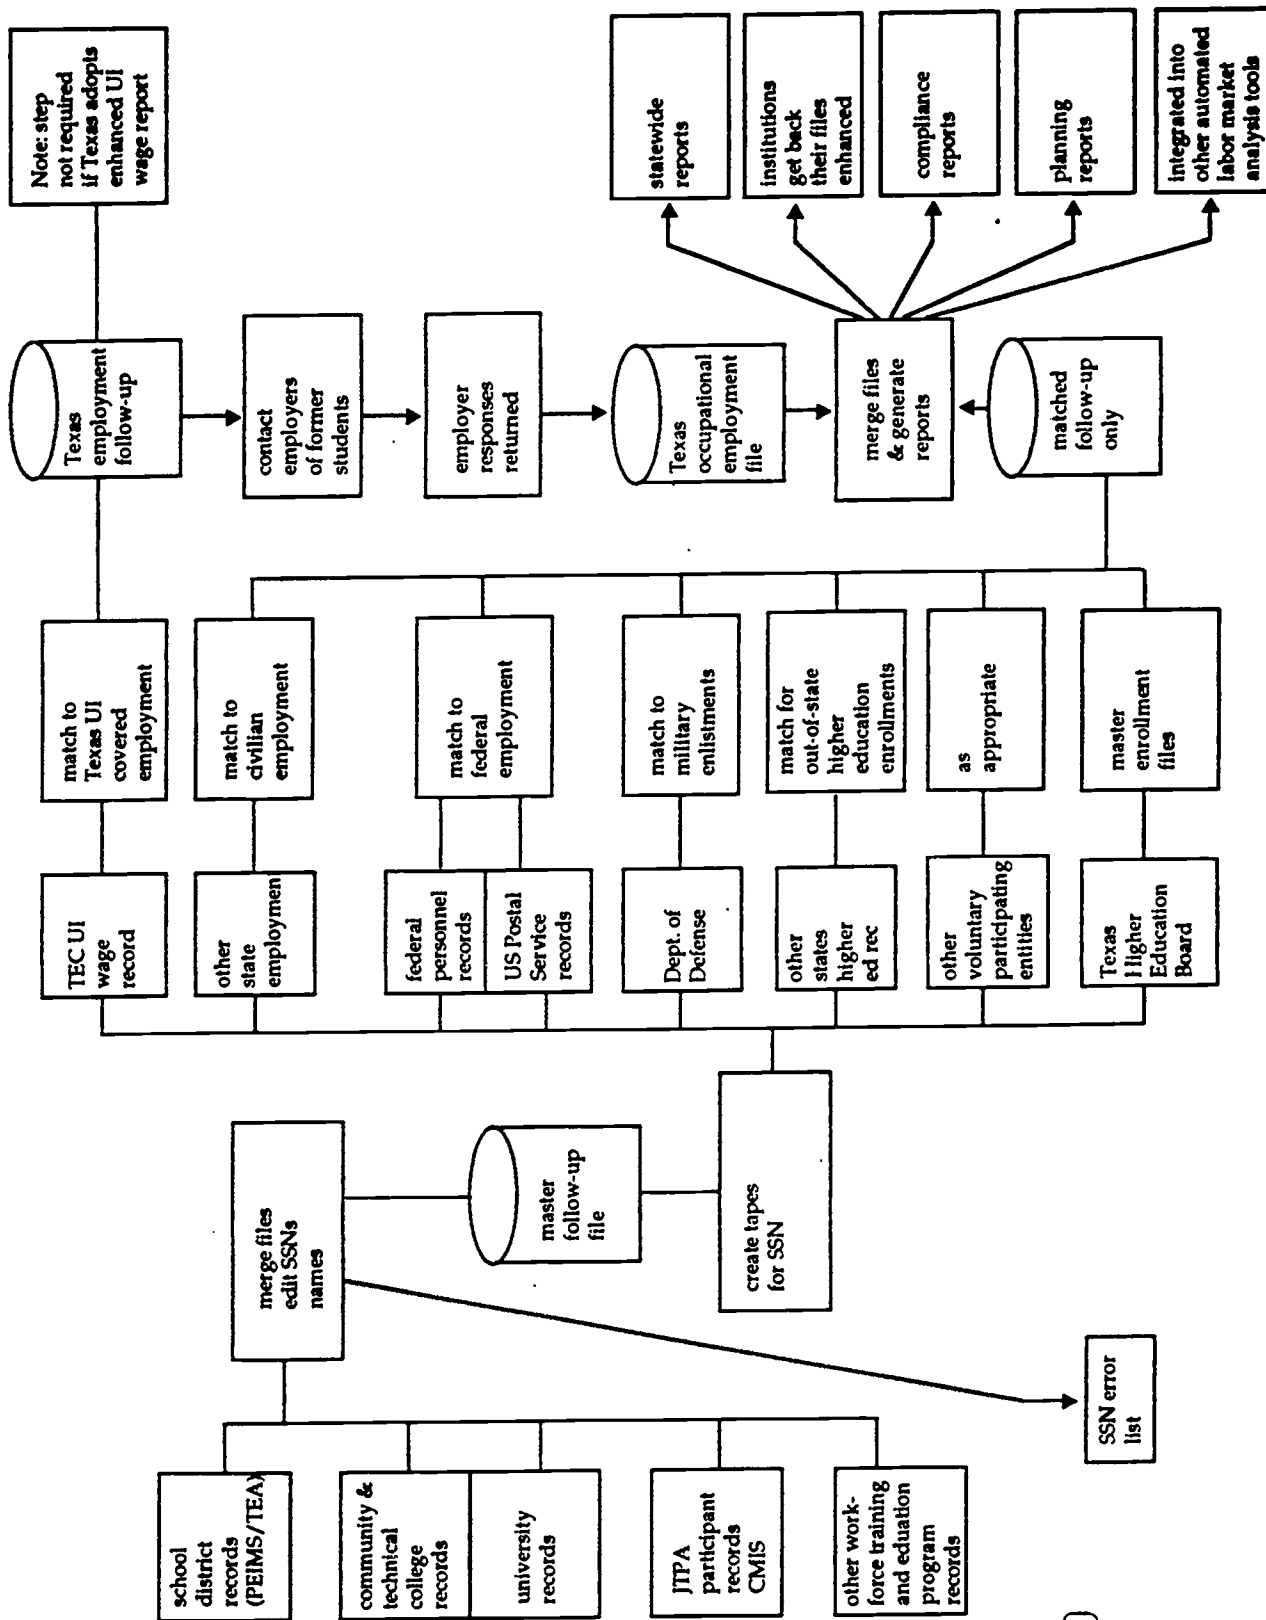 school
district
records
(PEIMS/TEA)
community &
technical
college
records
university
records
JTPA
participant
records
CMIS
other work-
force training
and eduation
program
records
merge files
edit SSNs
names
master
follow-up
file
create tapes
for SSN
SSN error
list
TEC UI
wage
record
other
state
employment
federal
personnel
records
US Postal
Service
records
Dept. of
Defense
other
states
higher
ed rec
other
voluntary
participating
entities
Texas
Higher
Education
Board
match to
Texas UI
covered
employment
match to
civilian
employment
match to
federal
employment
match to
military
enlistments
match for
out-of-state
higher
education
enrollments
as
appropriate
master
enrollment
files
Texas
employment
follow-up
contact
employers
of former
students
employer
responses
returned
Texas
occupational
employment
file
merge files
& generate
reports
matched
follow-up
only
Note: step
not required
if Texas adopts
enhanced UI
wage report
statewide
reports
institutions
get back
their files
enhanced
compliance
reports
planning
reports
integrated into
other automated
labor market
analysis tools